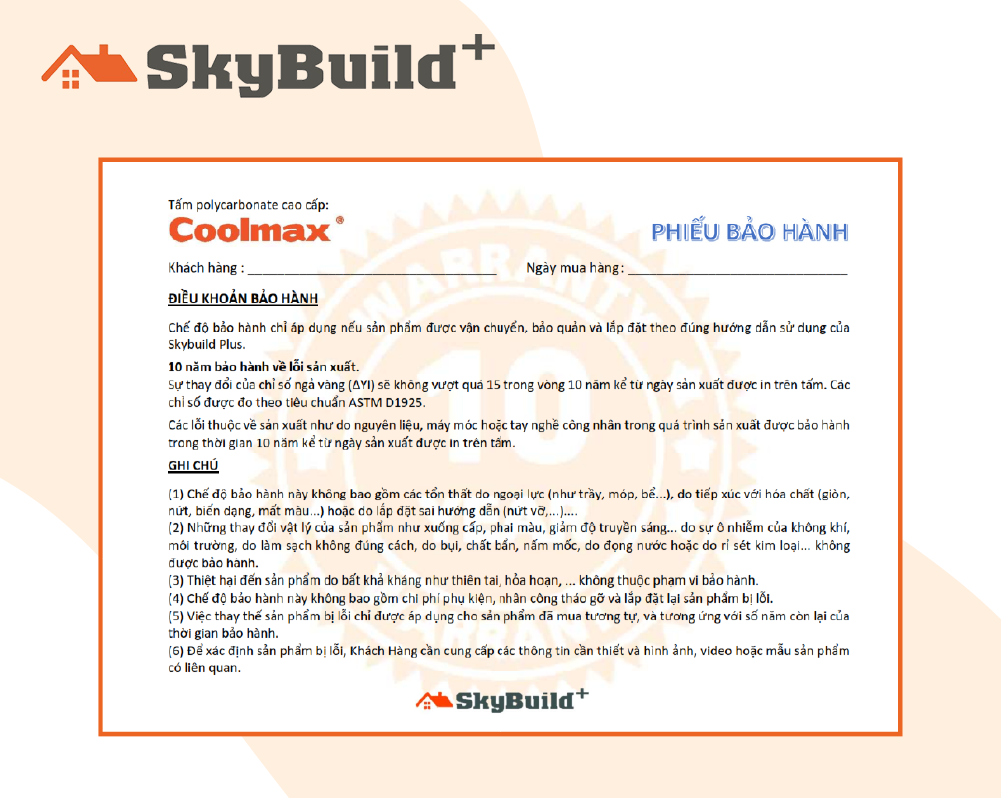 SkyBuild+
Tấm polycarbonate cao cấp:
Coolmax®
PHIẾU BẢO HÀNH
Khách hàng : ________________ Ngày mua hàng: ________________
ĐIỀU KHOẢN BẢO HÀNH
Chế độ bảo hành chỉ áp dụng nếu sản phẩm được vận chuyển, bảo quản và lắp đặt theo đúng hướng dẫn sử dụng của
Skybuild Plus.
10 năm bảo hành về lỗi sản xuất.
Sự thay đổi của chỉ số ngả vàng (ΔYI) sẽ không vượt quá 15 trong vòng 10 năm kể từ ngày sản xuất được in trên tấm. Các
chỉ số được đo theo tiêu chuẩn ASTM D1925.
Các lỗi thuộc về sản xuất như do nguyên liệu, máy móc hoặc tay nghề công nhân trong quá trình sản xuất được bảo hành
trong thời gian 10 năm kể từ ngày sản xuất được in trên tấm.
GHI CHÚ
(1) Chế độ bảo hành này không bao gồm các tổn thất do ngoại lực (như trầy, móp, bể...), do tiếp xúc với hóa chất (giòn,
nứt, biến dạng, mất màu...) hoặc do lắp đặt sai hướng dẫn (nứt vỡ,...)....
(2) Những thay đổi vật lý của sản phẩm như xuống cấp, phai màu, giảm độ truyền sáng... do sự ô nhiễm của không khí,
môi trường, do làm sạch không đúng cách, do bụi, chất bẩn, nấm mốc, do đọng nước hoặc do rỉ sét kim loại... không
được bảo hành.
(3) Thiệt hại đến sản phẩm do bất khả kháng như thiên tai, hỏa hoạn, ... không thuộc phạm vi bảo hành.
(4) Chế độ bảo hành này không bao gồm chi phí phụ kiện, nhân công tháo gỡ và lắp đặt lại sản phẩm bị lỗi.
(5) Việc thay thế sản phẩm bị lỗi chỉ được áp dụng cho sản phẩm đã mua tương tự, và tương ứng với số năm còn lại của
thời gian bảo hành.
(6) Để xác định sản phẩm bị lỗi, Khách Hàng cần cung cấp các thông tin cần thiết và hình ảnh, video hoặc mẫu sản phẩm
có liên quan.
SkyBuild+
WARRANTY
10
WARRANTY